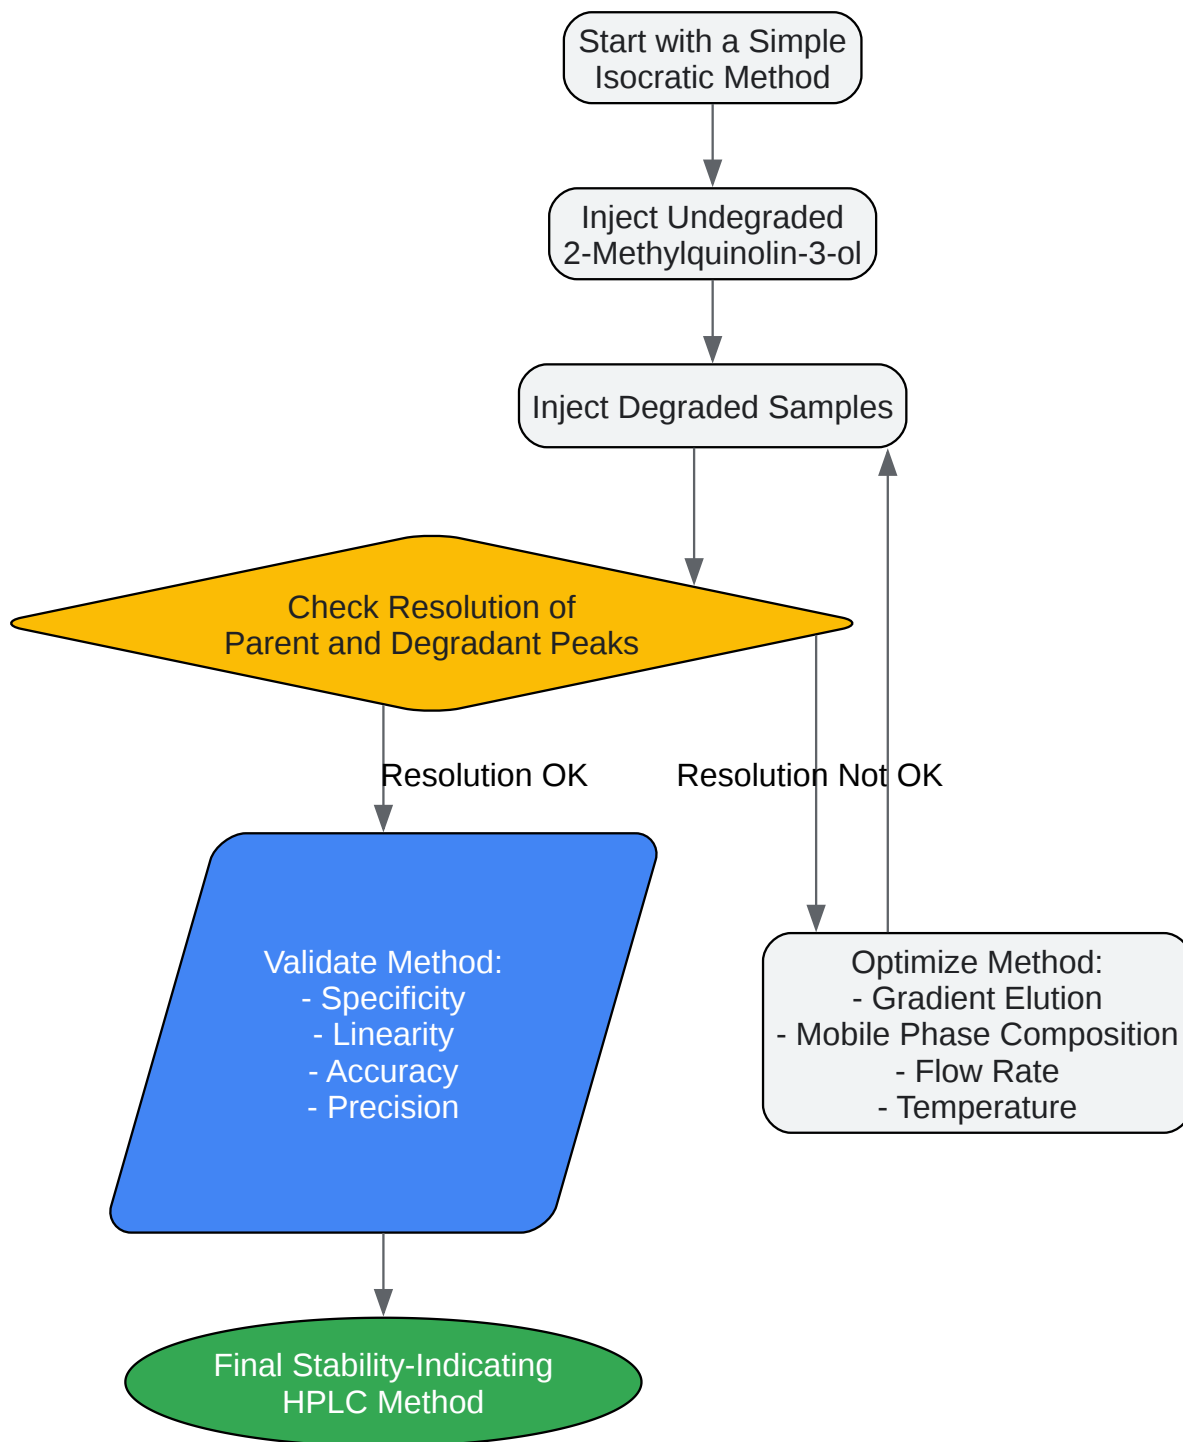 Start with a Simple
Isocratic Method
Inject Undegraded
2-Methylquinolin-3-ol
Inject Degraded Samples
Check Resolution of
Parent and Degradant Peaks
Resolution OK
Resolution Not OK
Validate Method:
- Specificity
- Linearity
- Accuracy
- Precision
Optimize Method:
- Gradient Elution
- Mobile Phase Composition
- Flow Rate
- Temperature
Final Stability-Indicating
HPLC Method